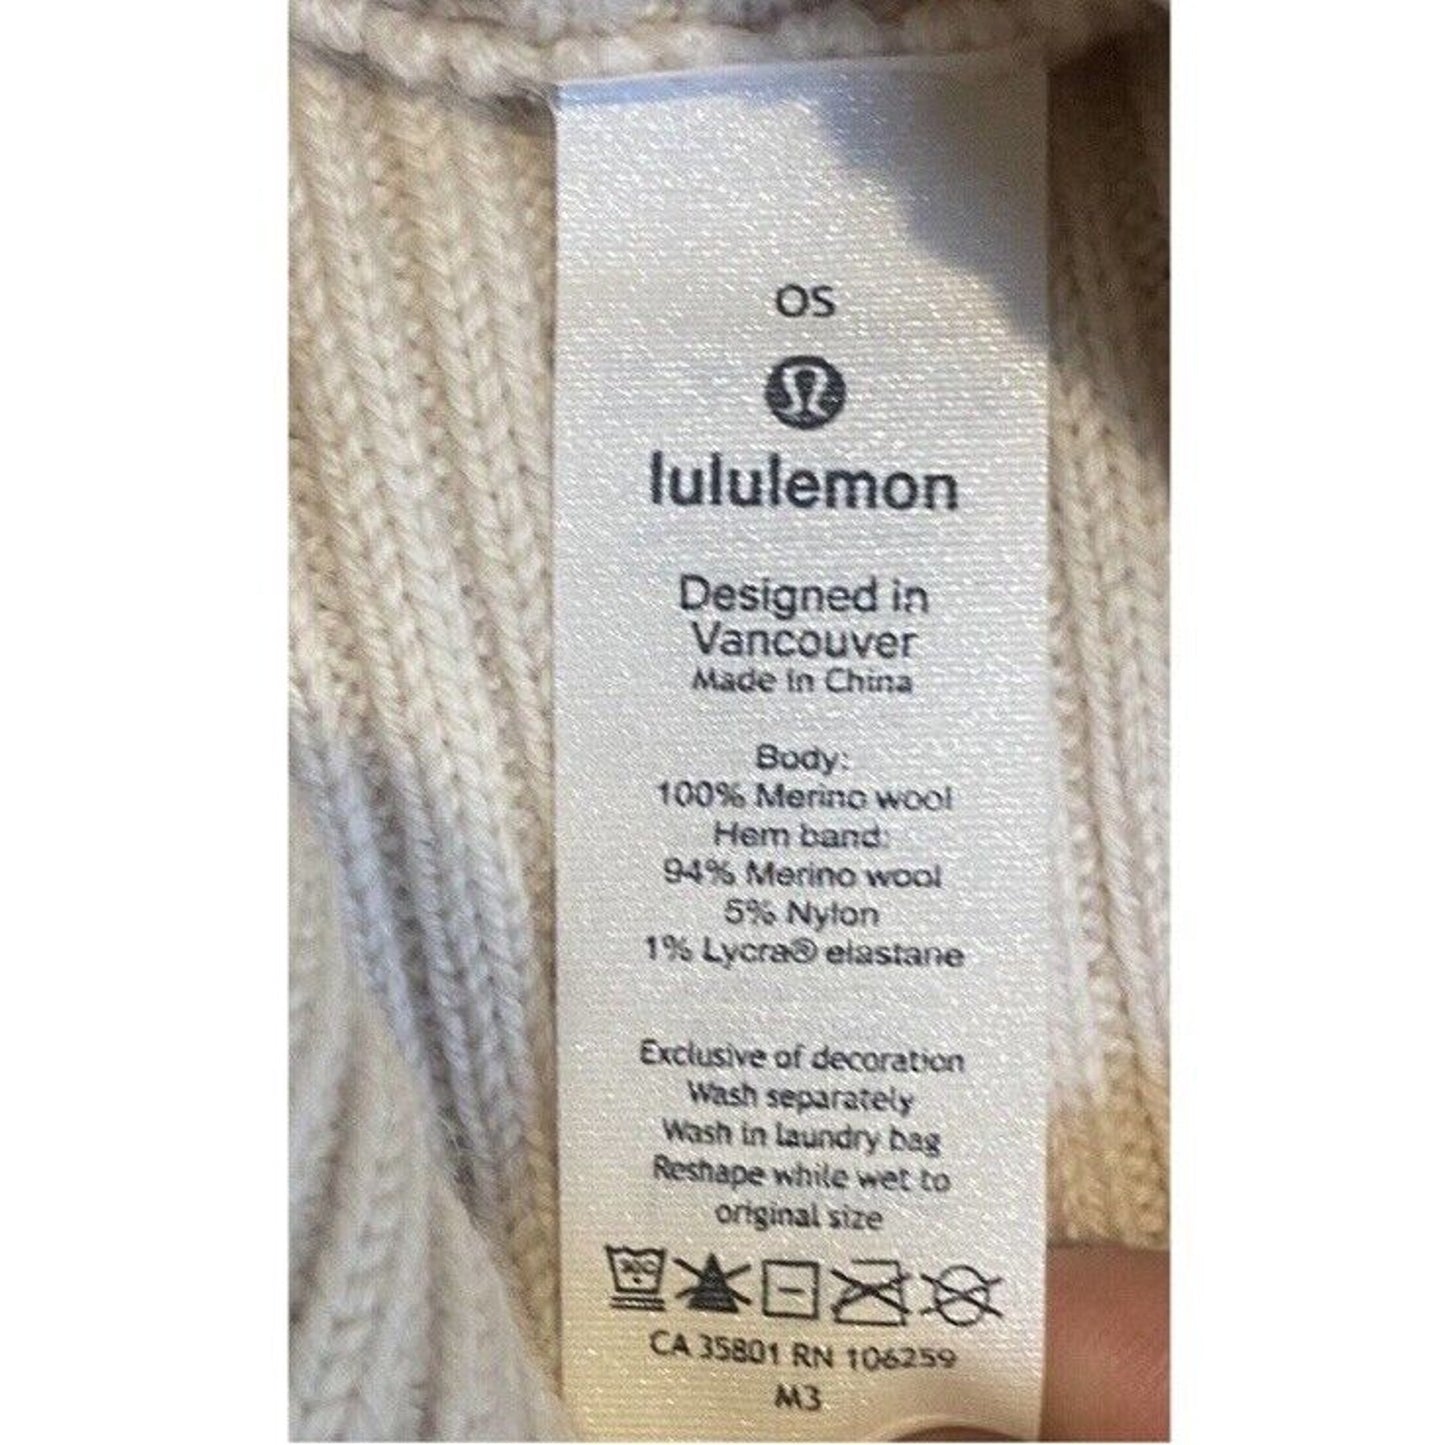 OS
lululemon
Designed in
Vancouver
Made in China
Body:
100% Merino wool
Hem band:
94% Merino wool
5% Nylon
1% Lycra® elastane
Exclusive of decoration
Wash separately
Wash in laundry bag
Reshape while wet to
original size
30C
CA 35801 RN 106259
M3